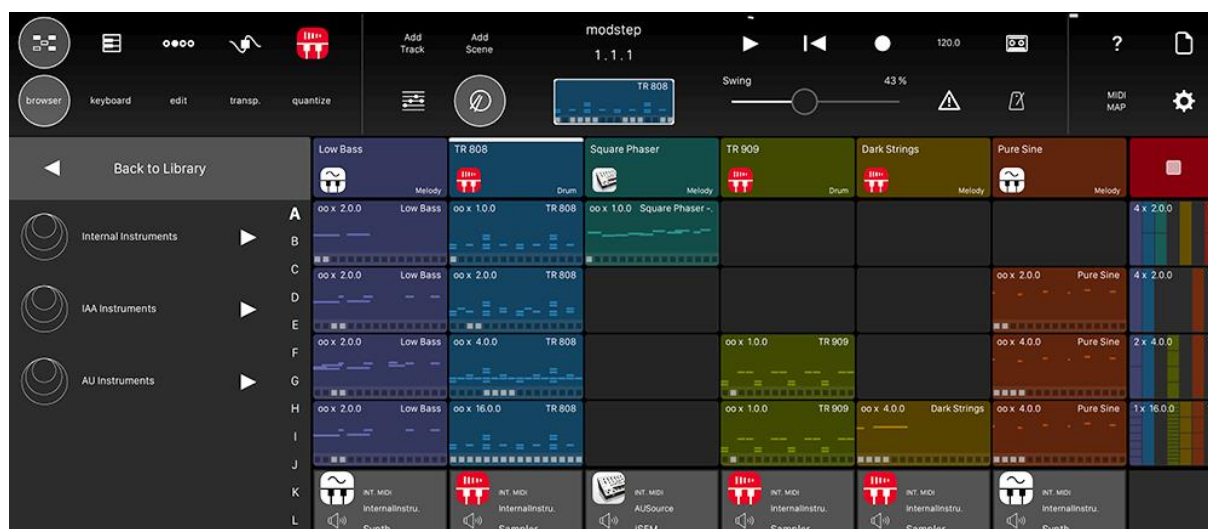 Add
Track
Add
Scene
modstep
1.1.1
120.0
?
browser
keyboard
edit
transp.
quantize
TR 808
Swing
43 %
MIDI
MAP
Back to Library
Low Bass
Melody
TR 808
Drum
Square Phaser
Melody
TR 909
Drum
Dark Strings
Melody
Pure Sine
Melody
Internal Instruments
IAA Instruments
AU Instruments
A
B
C
D
E
F
G
H
I
J
K
L
oo x 2.0.0 Low Bass
oo x 1.0.0 TR 808
oo x 1.0.0 Square Phaser -.
4 x 2.0.0
oo x 2.0.0 Low Bass
oo x 2.0.0 TR 808
oo x 2.0.0 Pure Sine
4 x 2.0.0
oo x 2.0.0 Low Bass
oo x 4.0.0 TR 808
oo x 1.0.0 TR 909
oo x 4.0.0 Pure Sine
2 x 4.0.0
oo x 2.0.0 Low Bass
oo x 16.0.0 TR 808
oo x 1.0.0 TR 909
oo x 4.0.0 Dark Strings
oo x 4.0.0 Pure Sine
1 x 16.0.0
INT. MIDI
InternalInstru.
Synth
INT. MIDI
InternalInstru.
Sampler
INT. MIDI
AUSource
iSEM
INT. MIDI
InternalInstru.
Sampler
INT. MIDI
InternalInstru.
Sampler
INT. MIDI
InternalInstru.
Synth